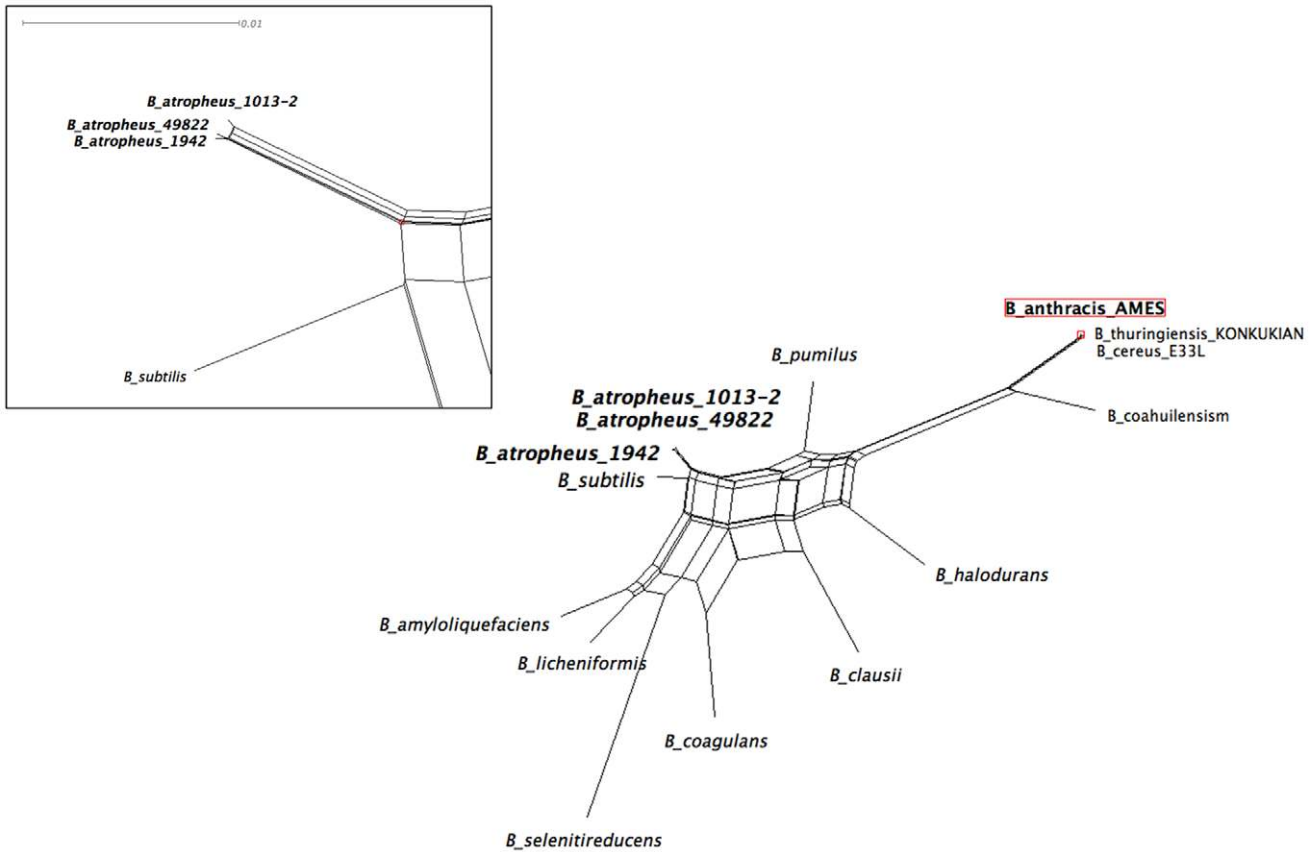 0.01
B_atropheus_1013-2
B_atropheus_49822
B_atropheus_1942
B_subtilis
B_anthracis_AMES
B_thuringiensis_KONKUKIAN
B_cereus_E33L
B_pumilus
B_coahuilensism
B_atropheus_1013-2
B_atropheus_49822
B_atropheus_1942
B_subtilis
B_halodurans
B_amyloliquefaciens
B_licheniformis
B_clausii
B_coagulans
B_selenitireducens